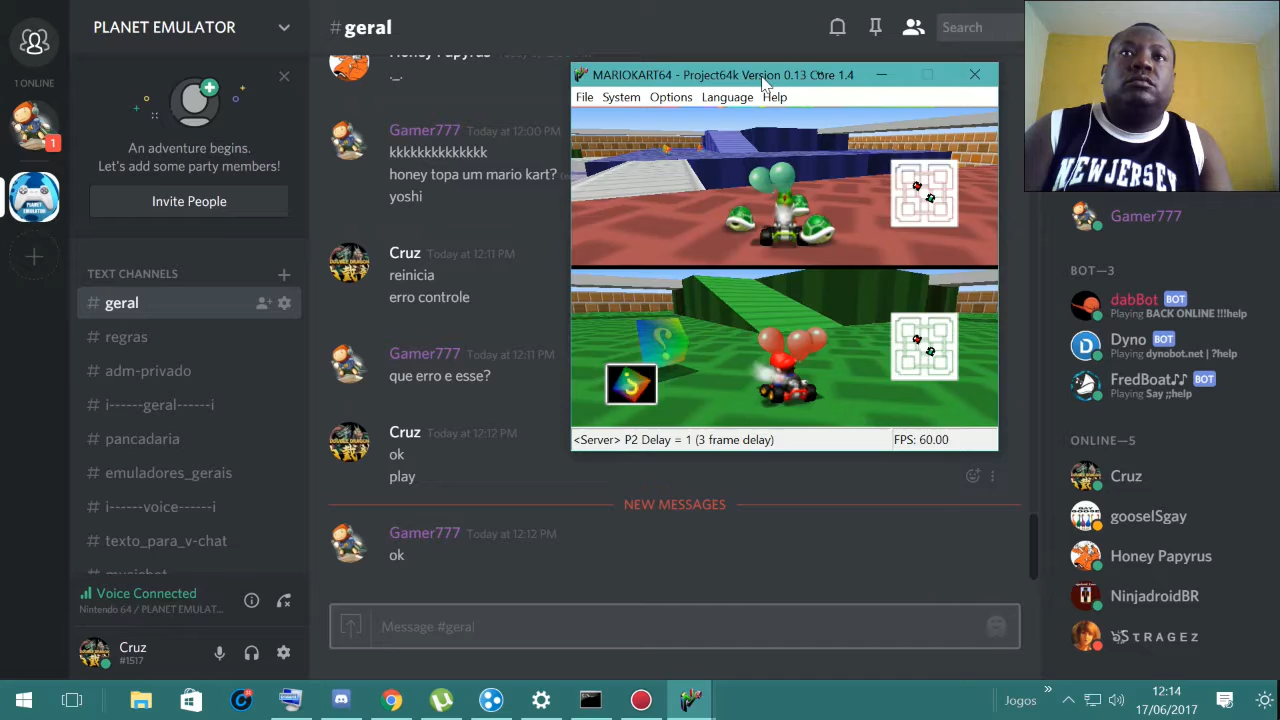 PLANET EMULATOR
#geral
Search
1 ONLINE
1
An adventure begins.
Let's add some party members!
Invite People
TEXT CHANNELS
# geral
# regras
# adm-privado
# i------geral------i
# pancadaria
# emuladores_gerais
# i------voice-----i
# texto_para_v-chat
Voice Connected
Nintendo 64 / PLANET EMULAT...
Cruz
#1517
Honey Papyrus
._.
Gamer777 Today at 12:00 PM
kkkkkkkkkkkkk
honey topa um mario kart?
yoshi
Cruz Today at 12:11 PM
reinicia
erro controle
Gamer777 Today at 12:11 PM
que erro e esse?
Cruz Today at 12:12 PM
ok
play
NEW MESSAGES
Gamer777 Today at 12:12 PM
ok
Message #geral
MARIOKART64 - Project64k Version 0.13 Core 1.4
File System Options Language Help
<Server> P2 Delay = 1 (3 frame delay)
FPS: 60.00
NEWJERSEY
Gamer777
BOT—3
dabBot BOT
Playing BACK ONLINE !!!help
Dyno BOT
Playing dynobot.net | ?help
FredBoat♪♪ BOT
Playing Say ;;help
ONLINE—5
Cruz
gooselSgay
Honey Papyrus
NinjadroidBR
Jogos
12:14
17/06/2017